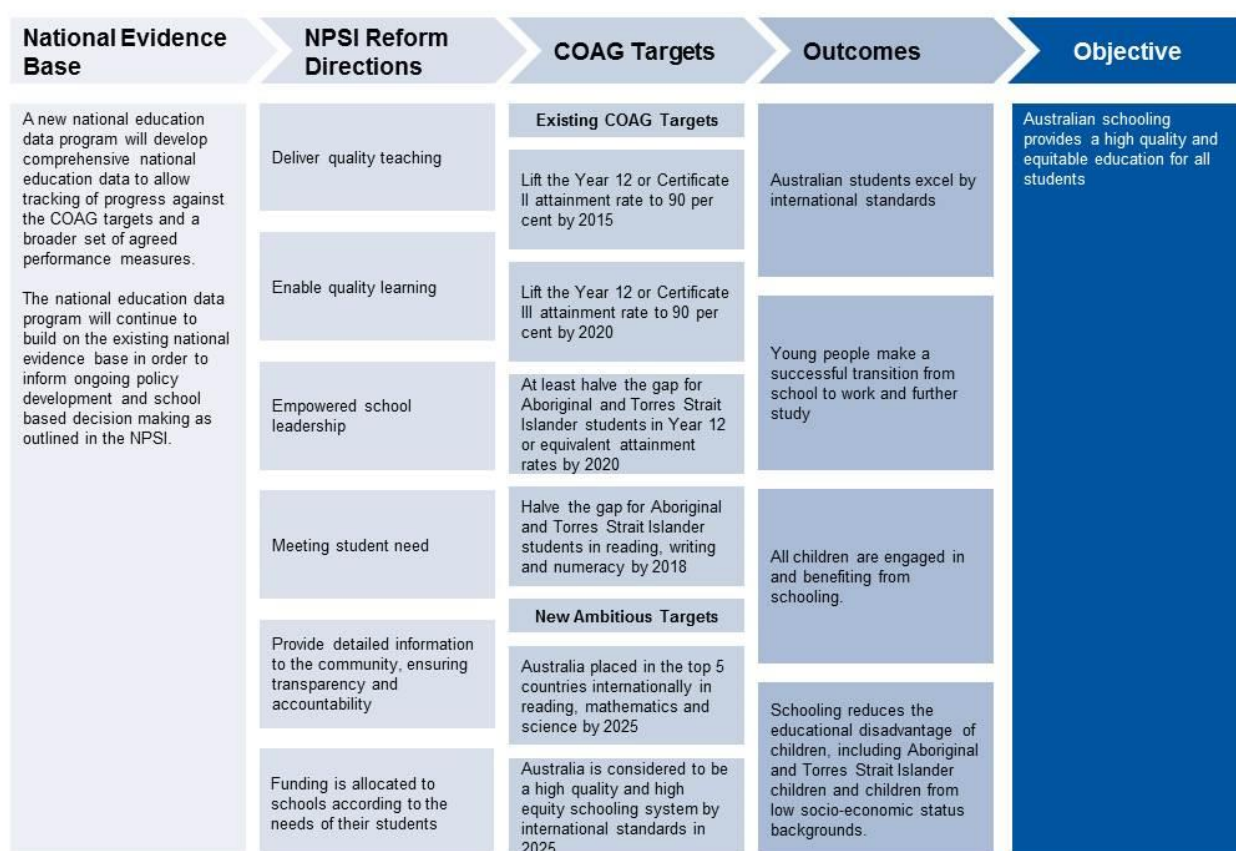 National Evidence
Base
NPSI Reform
Directions
COAG Targets
Outcomes
Objective
A new national education
data program will develop
comprehensive national
education data to allow
tracking of progress against
the COAG targets and a
broader set of agreed
performance measures.
The national education data
program will continue to
build on the existing national
evidence base in order to
inform ongoing policy
development and school
based decision making as
outlined in the NPSI.
Deliver quality teaching
Enable quality learning
Empowered school
leadership
Meeting student need
Provide detailed information
to the community, ensuring
transparency and
accountability
Funding is allocated to
schools according to the
needs of their students
Existing COAG Targets
Lift the Year 12 or Certificate
II attainment rate to 90 per
cent by 2015
Lift the Year 12 or Certificate
III attainment rate to 90 per
cent by 2020
At least halve the gap for
Aboriginal and Torres Strait
Islander students in Year 12
or equivalent attainment
rates by 2020
Halve the gap for Aboriginal
and Torres Strait Islander
students in reading, writing
and numeracy by 2018
New Ambitious Targets
Australia placed in the top 5
countries internationally in
reading, mathematics and
science by 2025
Australia is considered to be
a high quality and high
equity schooling system by
international standards in
2025
Australian students excel by
international standards
Young people make a
successful transition from
school to work and further
study
All children are engaged in
and benefiting from
schooling.
Schooling reduces the
educational disadvantage of
children, including Aboriginal
and Torres Strait Islander
children and children from
low socio-economic status
backgrounds.
Australian schooling
provides a high quality and
equitable education for all
students